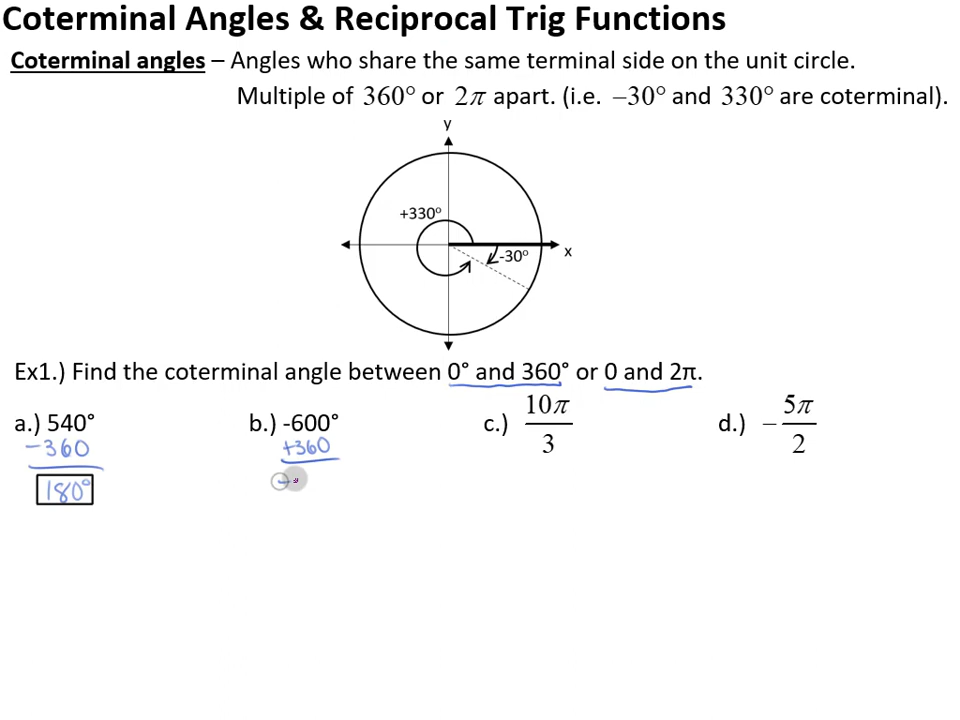 Coterminal Angles & Reciprocal Trig Functions
Coterminal angles – Angles who share the same terminal side on the unit circle.
Multiple of 360° or 2π apart. (i.e. –30° and 330° are coterminal).
y
+330°
x
-30°
Ex1.) Find the coterminal angle between 0° and 360° or 0 and 2π.
a.) 540° b.) -600° c.) 10π/3 d.) –5π/2
–360 +360
180° –